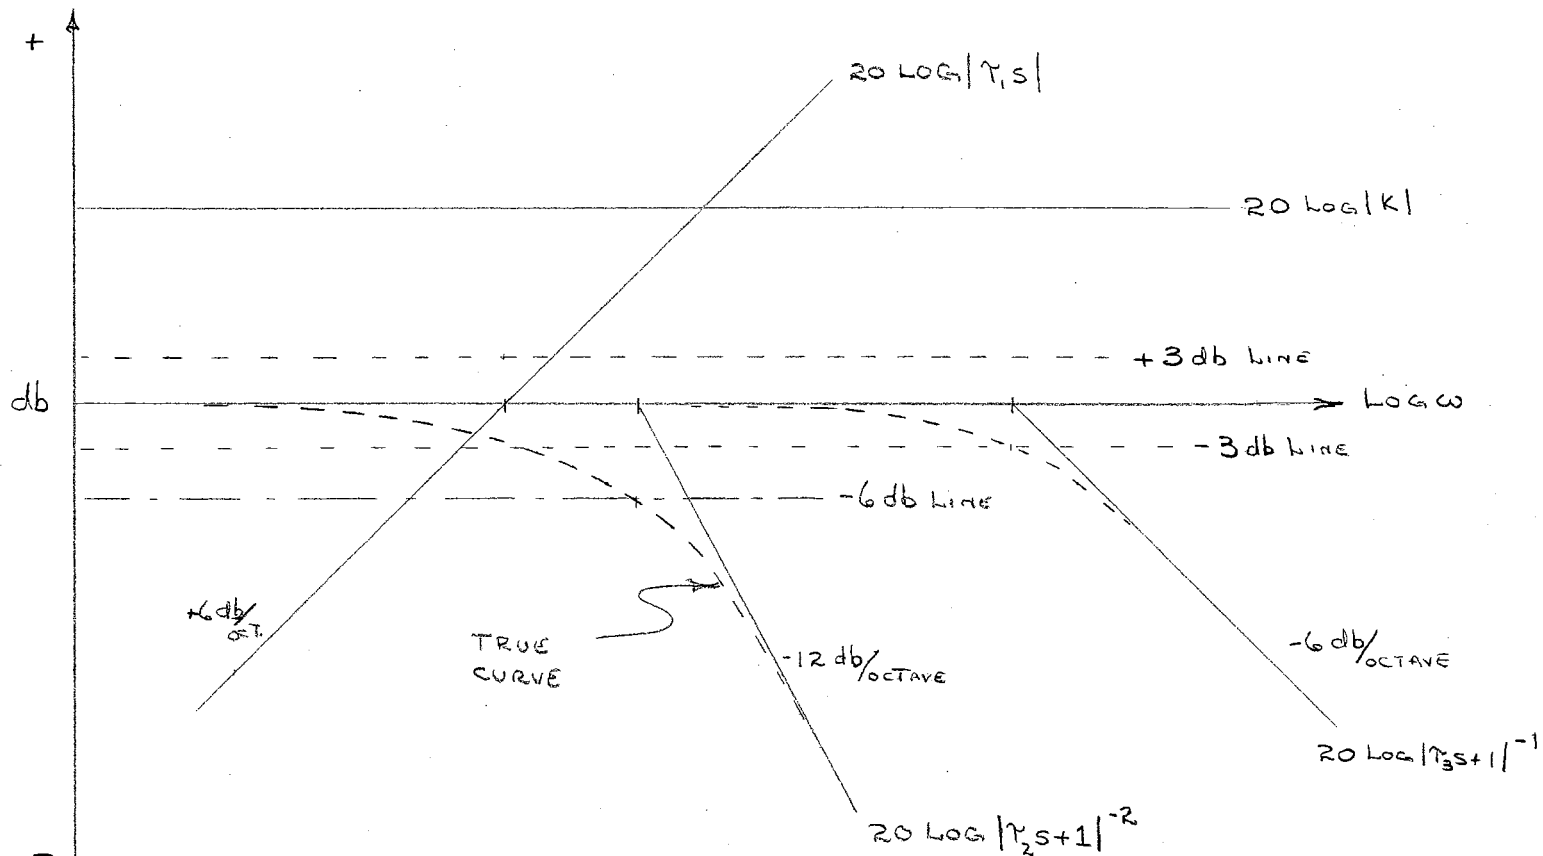 +
20 LOG|τ₁s|
20 LOG|K|
+3 db LINE
db
LOG ω
-3 db LINE
-6 db LINE
+6 db/OCT.
TRUE
CURVE
-12 db/OCTAVE
-6 db/OCTAVE
20 LOG|τ₃s+1|⁻¹
20 LOG|τ₂s+1|⁻²
-